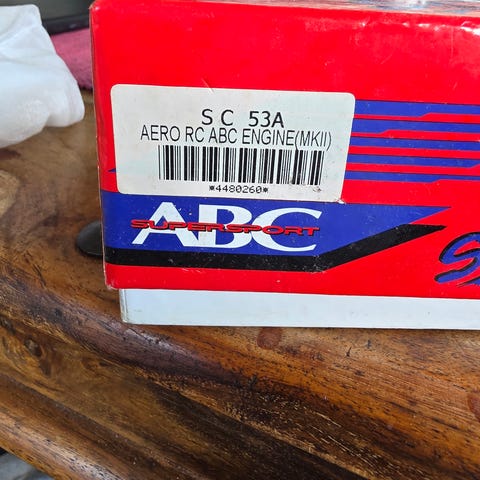 S C 53A
AERO RC ABC ENGINE(MKII)
*4480260*
ABC
SUPERSPORT
S